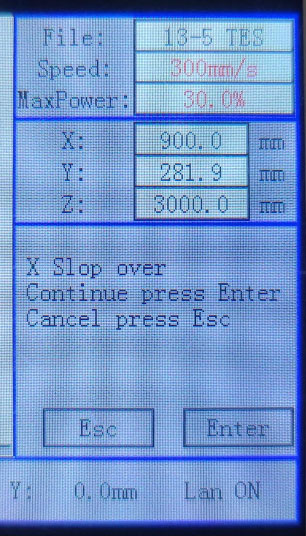 File: 13-5 TES
Speed: 300mm/s
MaxPower: 30.0%
X: 900.0 mm
Y: 281.9 mm
Z: 3000.0 mm
X Slop over
Continue press Enter
Cancel press Esc
Esc Enter
Y: 0.0mm Lan ON